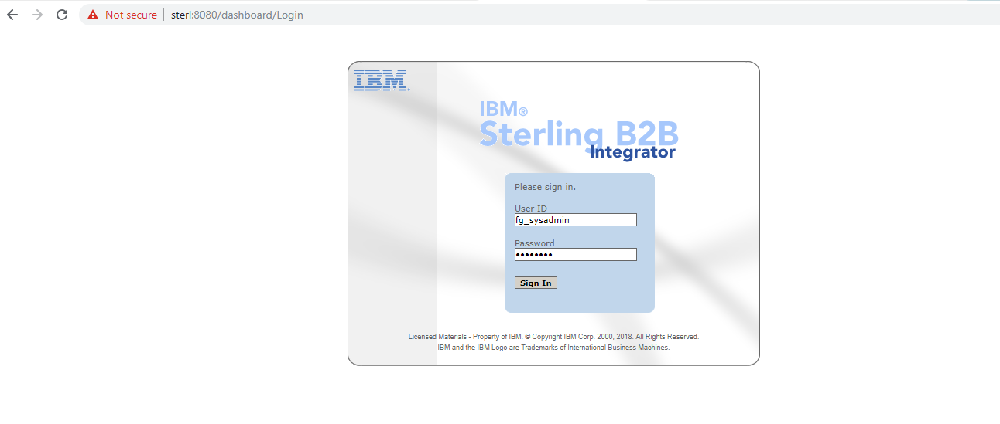 Not secure | sterl:8080/dashboard/Login
IBM®
IBM®
Sterling B2B
Integrator
Please sign in.
User ID
fg_sysadmin
Password
••••••••
Sign In
Licensed Materials - Property of IBM. © Copyright IBM Corp. 2000, 2018. All Rights Reserved.
IBM and the IBM Logo are Trademarks of International Business Machines.